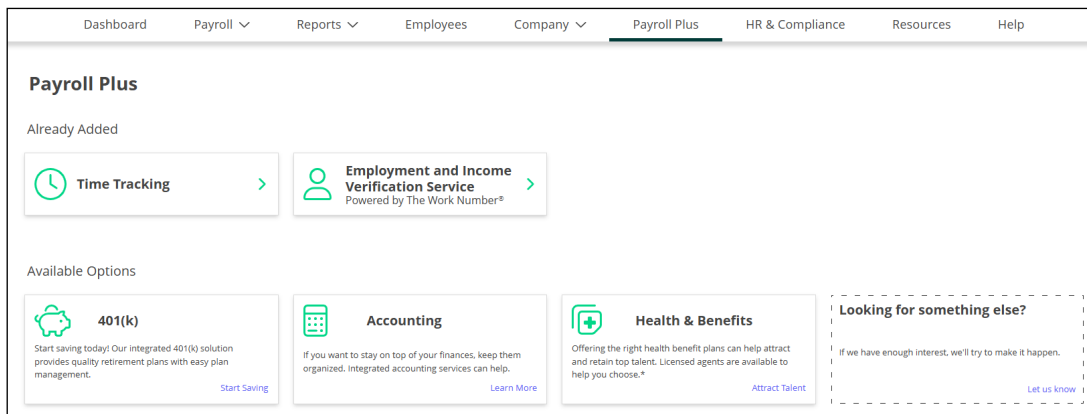 Dashboard Payroll Reports Employees Company Payroll Plus HR & Compliance Resources Help
Payroll Plus
Already Added
Time Tracking
Employment and Income
Verification Service
Powered by The Work Number®
Available Options
401(k)
Start saving today! Our integrated 401(k) solution
provides quality retirement plans with easy plan
management.
Start Saving
Accounting
If you want to stay on top of your finances, keep them
organized. Integrated accounting services can help.
Learn More
Health & Benefits
Offering the right health benefit plans can help attract
and retain top talent. Licensed agents are available to
help you choose.*
Attract Talent
Looking for something else?
If we have enough interest, we'll try to make it happen.
Let us know